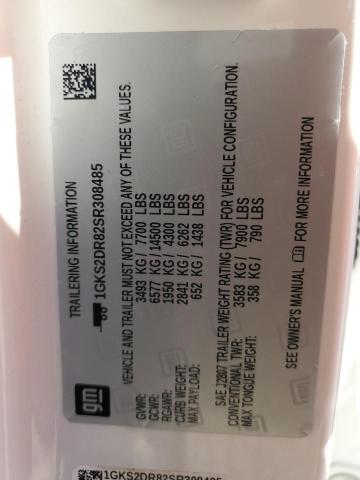 TRAILERING INFORMATION
1GKS2DR82SR308485
gm
VEHICLE AND TRAILER MUST NOT EXCEED ANY OF THESE VALUES.
GVWR: 3493 KG / 7700 LBS
GCWR: 6577 KG / 14500 LBS
RGAWR: 1950 KG / 4300 LBS
CURB WEIGHT: 2841 KG / 6262 LBS
MAX PAYLOAD: 652 KG / 1438 LBS
SAE J2807 TRAILER WEIGHT RATING (TWR) FOR VEHICLE CONFIGURATION.
CONVENTIONAL TWR: 3583 KG / 7900 LBS
MAX TONGUE WEIGHT: 358 KG / 790 LBS
SEE OWNER'S MANUAL FOR MORE INFORMATION
1GKS2DR82SR308485